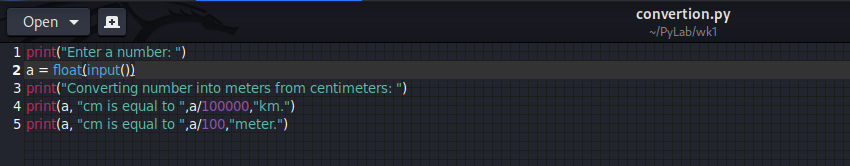 Open
convertion.py
~/PyLab/wk1
1 print("Enter a number: ")
2 a = float(input())
3 print("Converting number into meters from centimeters: ")
4 print(a, "cm is equal to ",a/100000,"km.")
5 print(a, "cm is equal to ",a/100,"meter.")